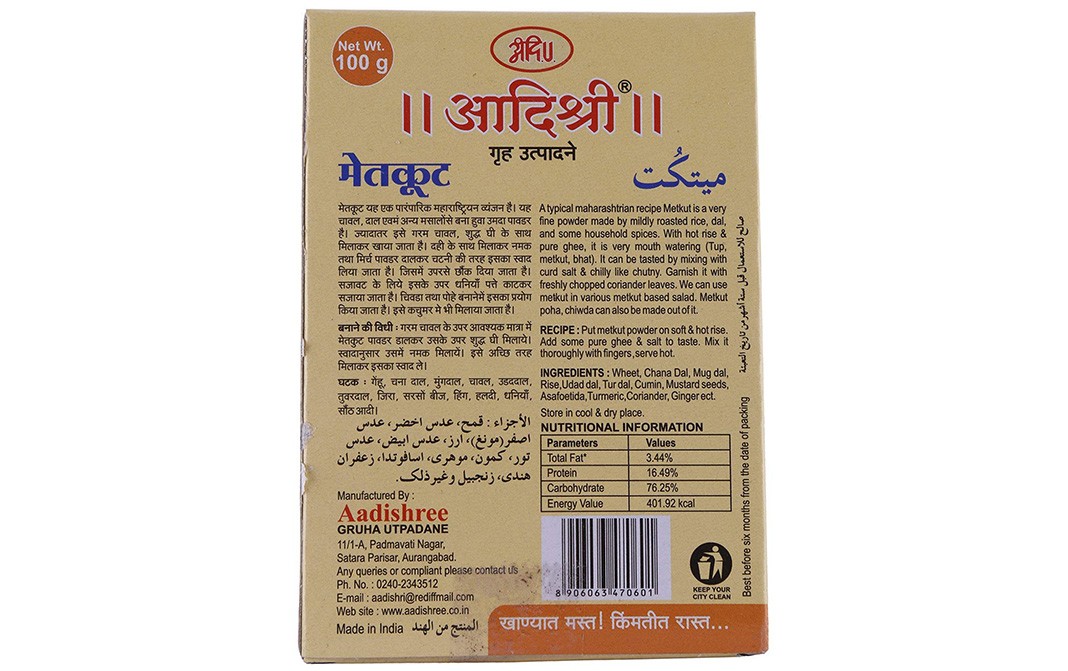 Net Wt.
100 g
॥ आदिश्री® ॥
गृह उत्पादने
मेतकूट
ميتكُت
मेतकूट यह एक पारंपारिक महाराष्ट्रियन व्यंजन है। यह
चावल, दाल एवमं अन्य मसालोंसे बना हुवा उमदा पावडर
है। ज्यादातर इसे गरम चावल, शुद्ध घी के साथ
मिलाकर खाया जाता है। दही के साथ मिलाकर नमक
तथा मिर्च पावडर दालकर चटनी की तरह इसका स्वाद
लिया जाता है। जिसमें उपरसे छौंक दिया जाता है।
सजावट के लिये इसके उपर धनियाँ पत्ते काटकर
सजाया जाता है। चिवडा तथा पोहे बनानेमें इसका प्रयोग
किया जाता है। इसे कचुमर मे भी मिलाया जाता है।
बनाने की विधी : गरम चावल के उपर आवश्यक मात्रा में
मेतकूट पावडर डालकर उसके उपर शुद्ध घी मिलाये।
स्वादानुसार उसमें नमक मिलायें। इसे अच्छि तरह
मिलाकर इसका स्वाद ले।
घटक : गेंहू, चना दाल, मुंगदाल, चावल, उडददाल,
तुवरदाल, जिरा, सरसों बीज, हिंग, हलदी, धनियाँ,
सौंठ आदी।
الأجزاء : قمح، عدس اخضر، عدس
اصفر(مونغ)، ارز، عدس ابيض، عدس
تور، كمون، موهري، اسافوتدا، زعفران
هندي، زنجبيل وغيرذلك.
Manufactured By :
Aadishree
GRUHA UTPADANE
11/1-A, Padmavati Nagar,
Satara Parisar, Aurangabad.
Any queries or compliant please contact us
Ph. No. : 0240-2343512
E-mail : aadishri@rediffmail.com
Web site : www.aadishree.co.in
Made in India المنتج من الهند
A typical maharashtrian recipe Metkut is a very
fine powder made by mildly roasted rice, dal,
and some household spices. With hot rise &
pure ghee, it is very mouth watering (Tup,
metkut, bhat). It can be tasted by mixing with
curd salt & chilly like chutny. Garnish it with
freshly chopped coriander leaves. We can use
metkut in various metkut based salad. Metkut
poha, chiwda can also be made out of it.
RECIPE : Put metkut powder on soft & hot rise.
Add some pure ghee & salt to taste. Mix it
thoroughly with fingers, serve hot.
INGREDIENTS : Wheet, Chana Dal, Mug dal,
Rise,Udad dal, Tur dal, Cumin, Mustard seeds,
Asafoetida,Turmeric,Coriander, Ginger ect.
Store in cool & dry place.
NUTRITIONAL INFORMATION
Parameters Values
Total Fat* 3.44%
Protein 16.49%
Carbohydrate 76.25%
Energy Value 401.92 kcal
8 906063 470601
KEEP YOUR
CITY CLEAN
صالح للاستعمال قبل ستة أشهر من تاريخ التعبئة
Best before six months from the date of packing
खाण्यात मस्त! किंमतीत रास्त...